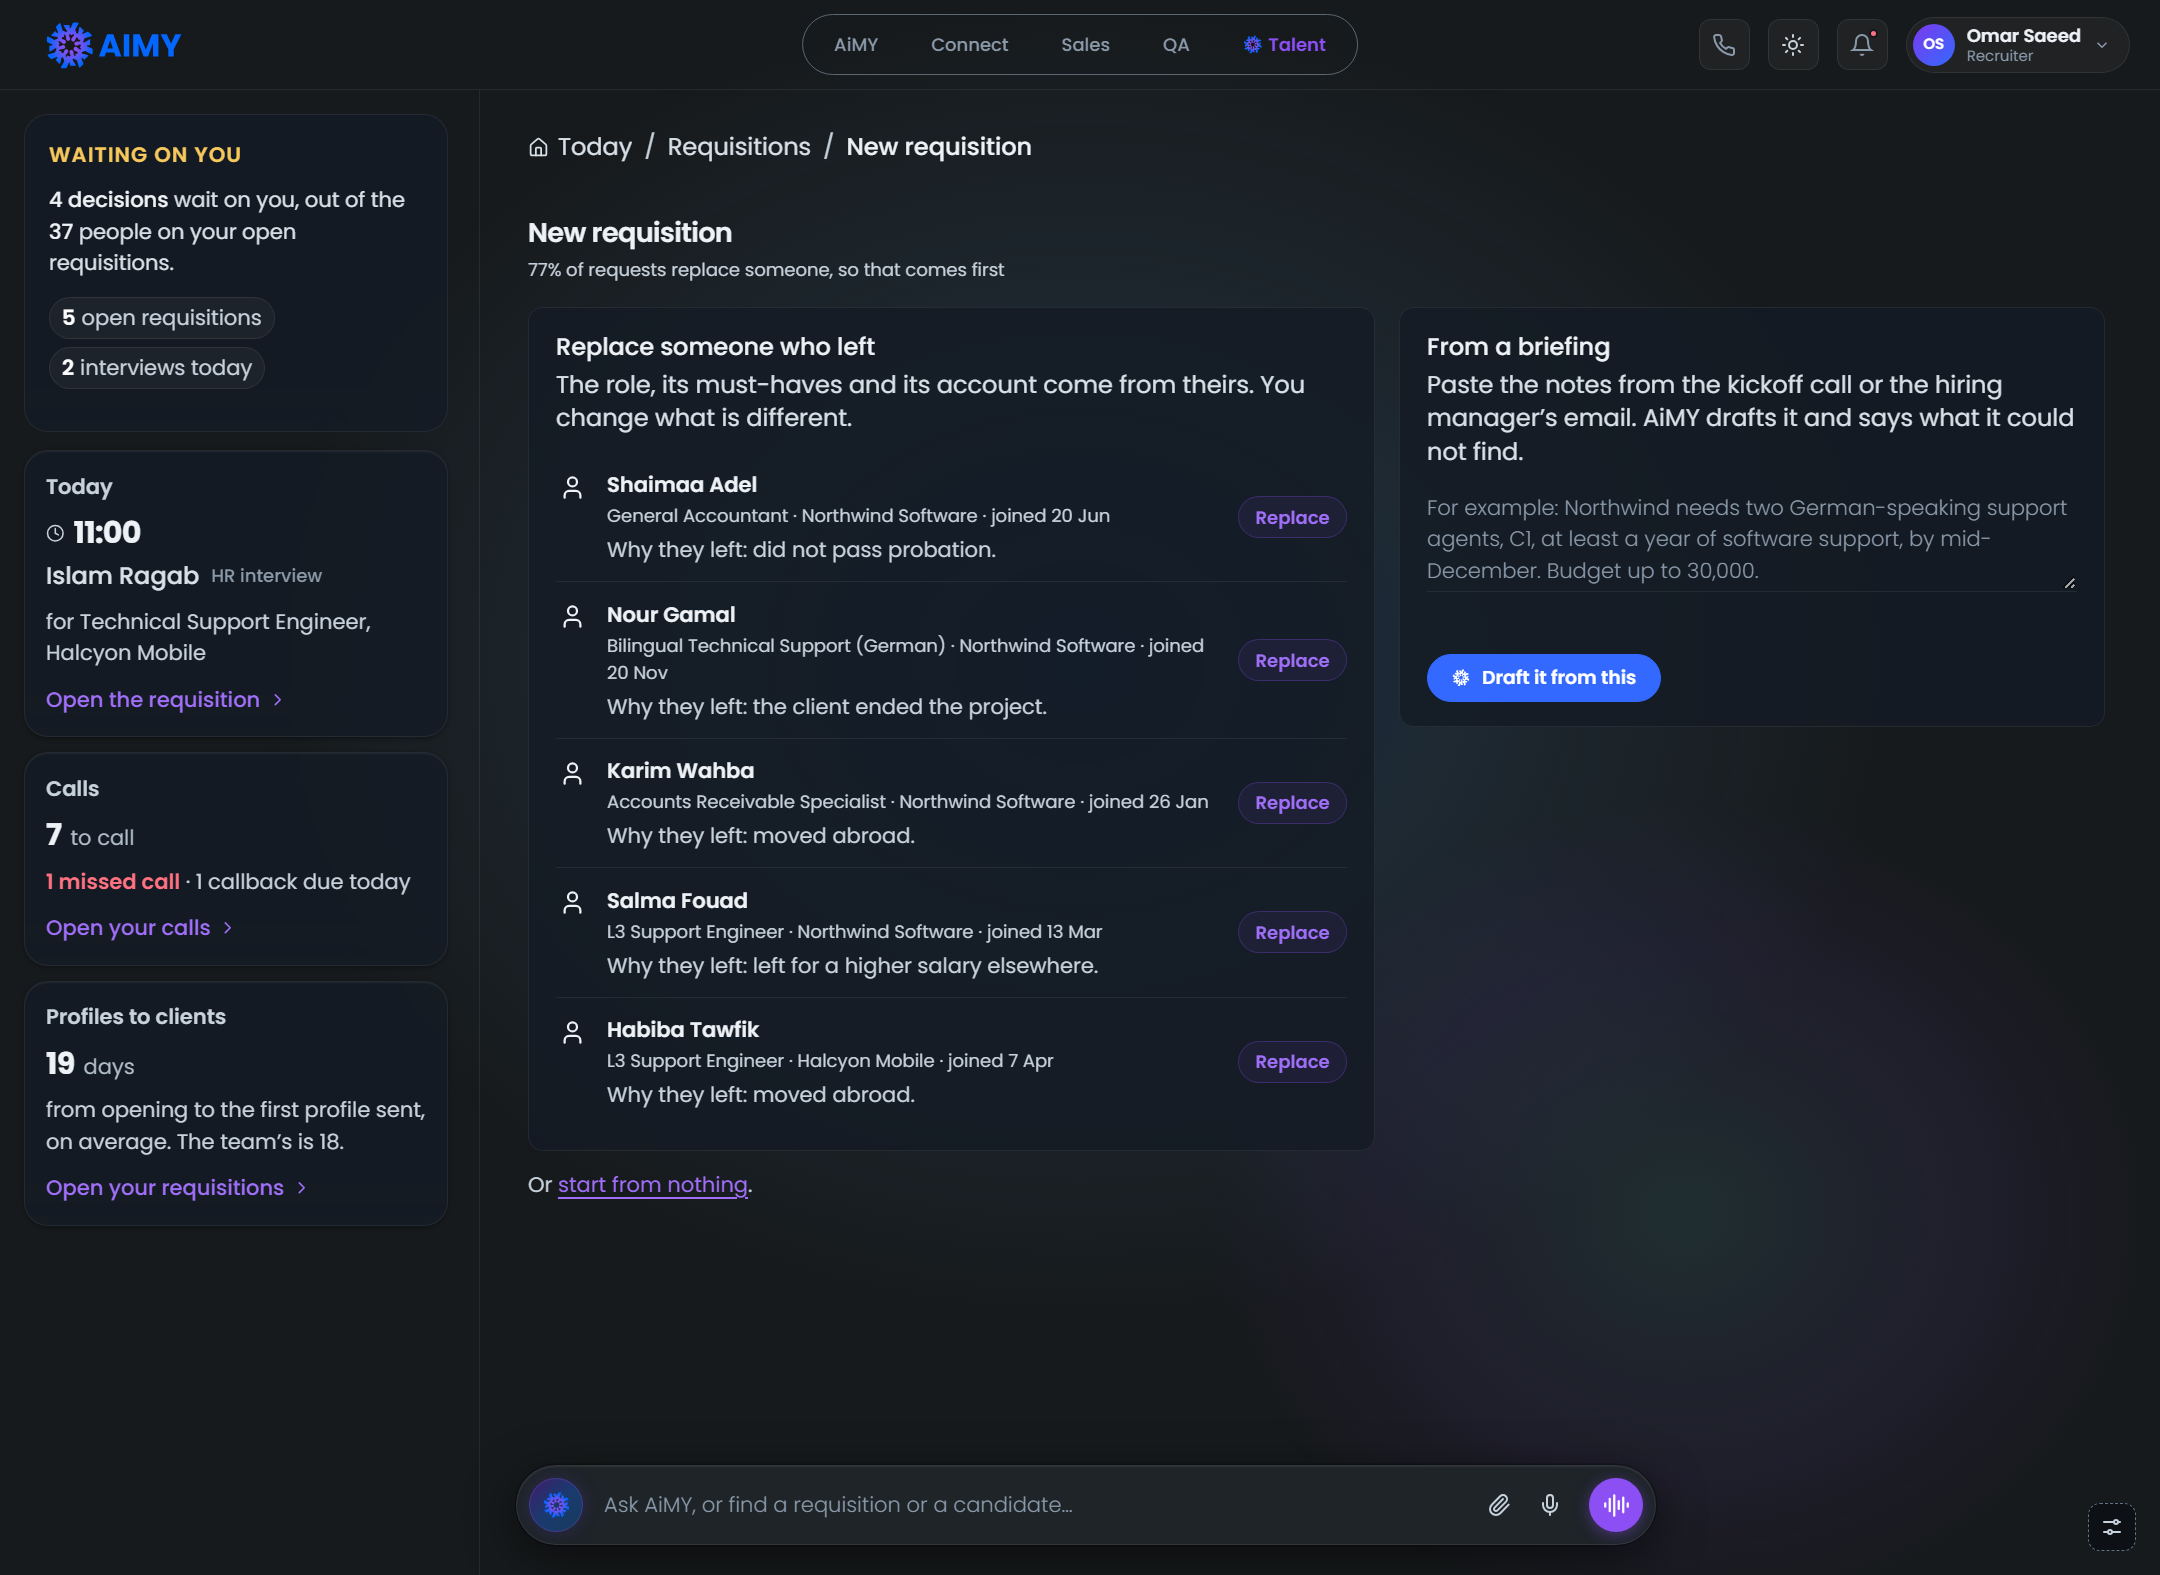 AIMY
AiMY
Connect
Sales
QA
Talent
OS
Omar Saeed
Recruiter
WAITING ON YOU
4 decisions wait on you, out of the
37 people on your open
requisitions.
5 open requisitions
2 interviews today
Today
11:00
Islam Ragab HR interview
for Technical Support Engineer,
Halcyon Mobile
Open the requisition
Calls
7 to call
1 missed call · 1 callback due today
Open your calls
Profiles to clients
19 days
from opening to the first profile sent,
on average. The team’s is 18.
Open your requisitions
Today / Requisitions / New requisition
New requisition
77% of requests replace someone, so that comes first
Replace someone who left
The role, its must-haves and its account come from theirs. You
change what is different.
Shaimaa Adel
General Accountant · Northwind Software · joined 20 Jun
Why they left: did not pass probation.
Replace
Nour Gamal
Bilingual Technical Support (German) · Northwind Software · joined
20 Nov
Why they left: the client ended the project.
Replace
Karim Wahba
Accounts Receivable Specialist · Northwind Software · joined 26 Jan
Why they left: moved abroad.
Replace
Salma Fouad
L3 Support Engineer · Northwind Software · joined 13 Mar
Why they left: left for a higher salary elsewhere.
Replace
Habiba Tawfik
L3 Support Engineer · Halcyon Mobile · joined 7 Apr
Why they left: moved abroad.
Replace
Or start from nothing.
From a briefing
Paste the notes from the kickoff call or the hiring
manager’s email. AiMY drafts it and says what it could
not find.
For example: Northwind needs two German-speaking support
agents, C1, at least a year of software support, by mid-
December. Budget up to 30,000.
Draft it from this
Ask AiMY, or find a requisition or a candidate...